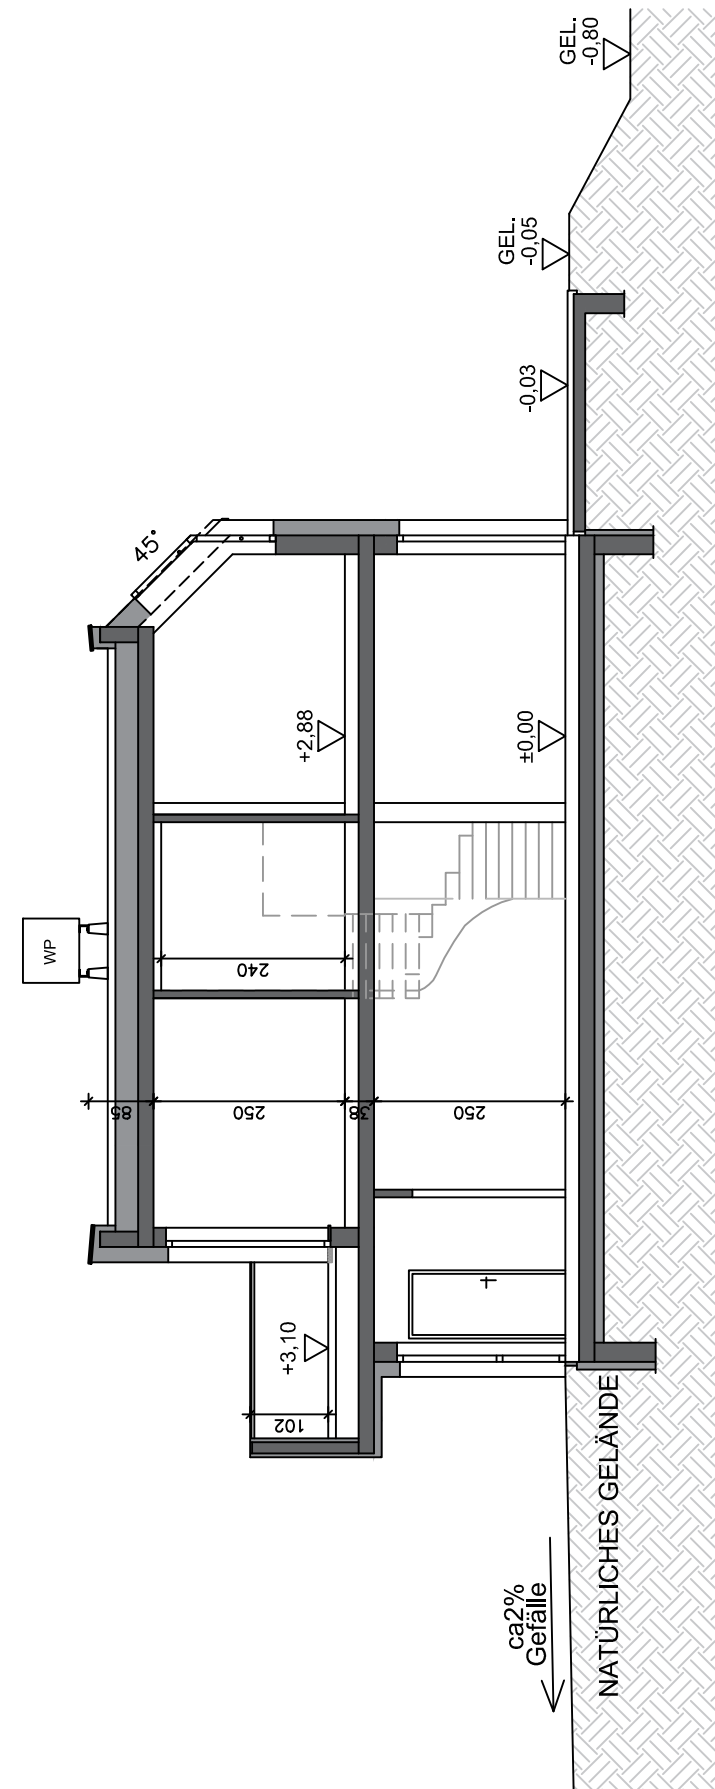 GEL.
-0,80
GEL.
-0,05
-0,03
45°
+2,88
±0,00
WP
240
85
250
38
250
+3,10
102
ca2%
Gefälle
NATÜRLICHES GELÄNDE